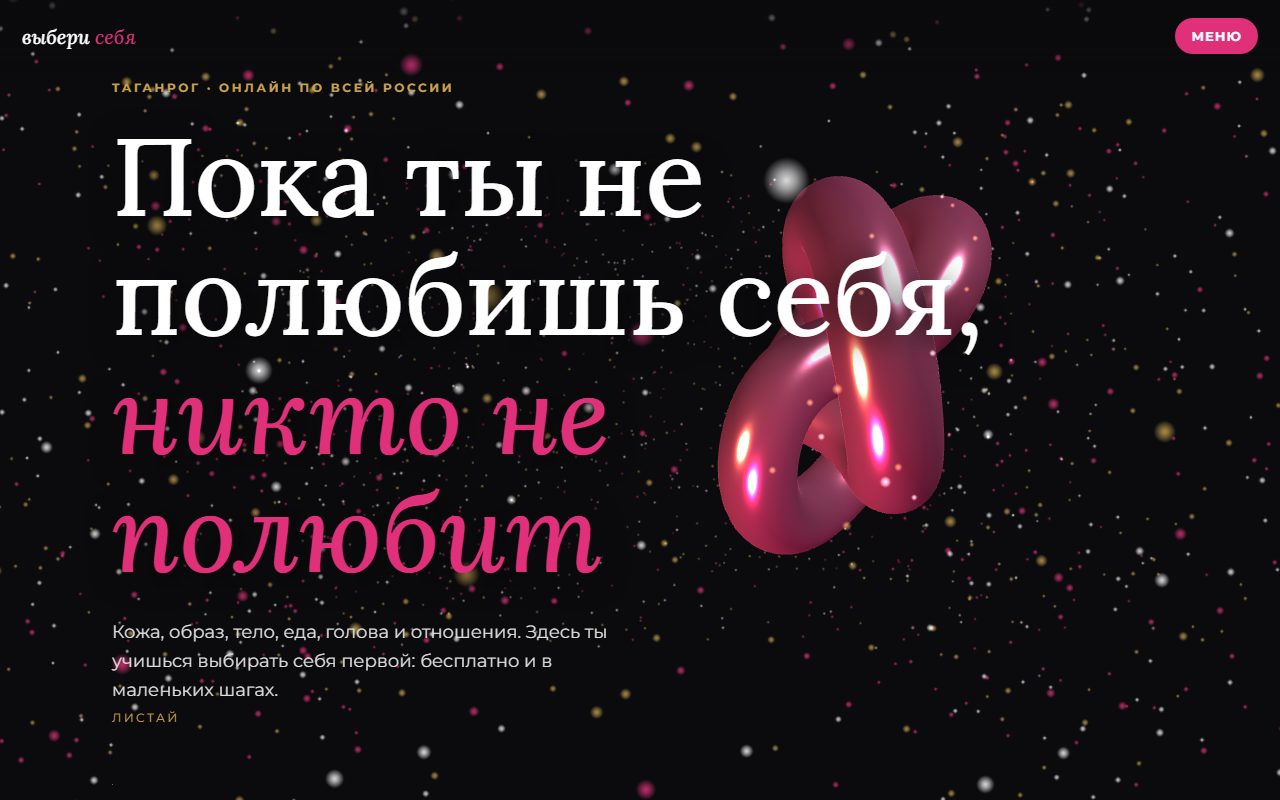 выбери себя
МЕНЮ
ТАГАНРОГ · ОНЛАЙН ПО ВСЕЙ РОССИИ
Пока ты не
полюбишь себя,
никто не
полюбит
Кожа, образ, тело, еда, голова и отношения. Здесь ты
учишься выбирать себя первой: бесплатно и в
маленьких шагах.
ЛИСТАЙ